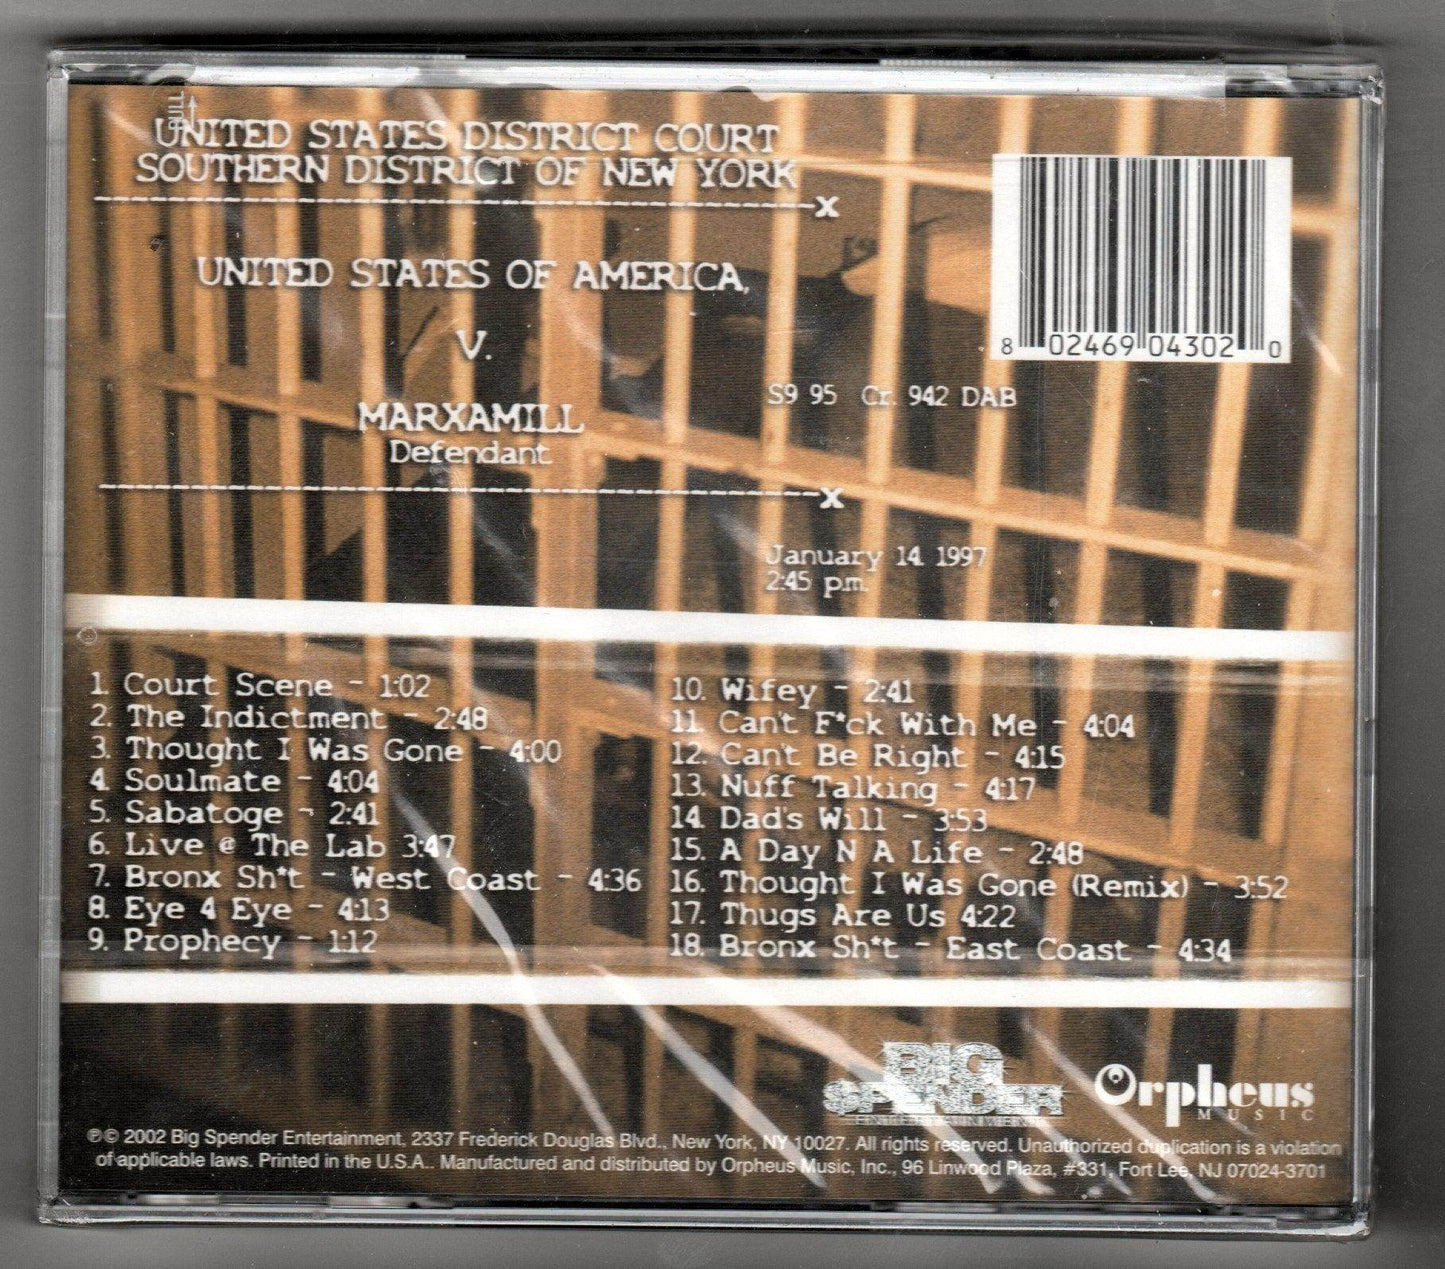 PULL
UNITED STATES DISTRICT COURT
SOUTHERN DISTRICT OF NEW YORK
-----------------------------------------x
UNITED STATES OF AMERICA,
V.
S9 95 Cr. 942 DAB
MARXAMILL
Defendant.
-----------------------------------------x
January 14, 1997
2:45 p.m.
8 02469 04302 0
1. Court Scene - 1:02
2. The Indictment - 2:48
3. Thought I Was Gone - 4:00
4. Soulmate - 4:04
5. Sabatoge - 2:41
6. Live @ The Lab 3:47
7. Bronx Sh*t - West Coast - 4:36
8. Eye 4 Eye - 4:13
9. Prophecy - 1:12
10. Wifey - 2:41
11. Can't F*ck With Me - 4:04
12. Can't Be Right - 4:15
13. Nuff Talking - 4:17
14. Dad's Will - 3:53
15. A Day N A Life - 2:48
16. Thought I Was Gone (Remix) - 3:52
17. Thugs Are Us 4:22
18. Bronx Sh*t - East Coast - 4:34
BIG
SPENDER
ENTERTAINMENT
Orpheus
MUSIC
℗© 2002 Big Spender Entertainment, 2337 Frederick Douglas Blvd., New York, NY 10027. All rights reserved. Unauthorized duplication is a violation
of applicable laws. Printed in the U.S.A.. Manufactured and distributed by Orpheus Music, Inc., 96 Linwood Plaza, #331, Fort Lee, NJ 07024-3701